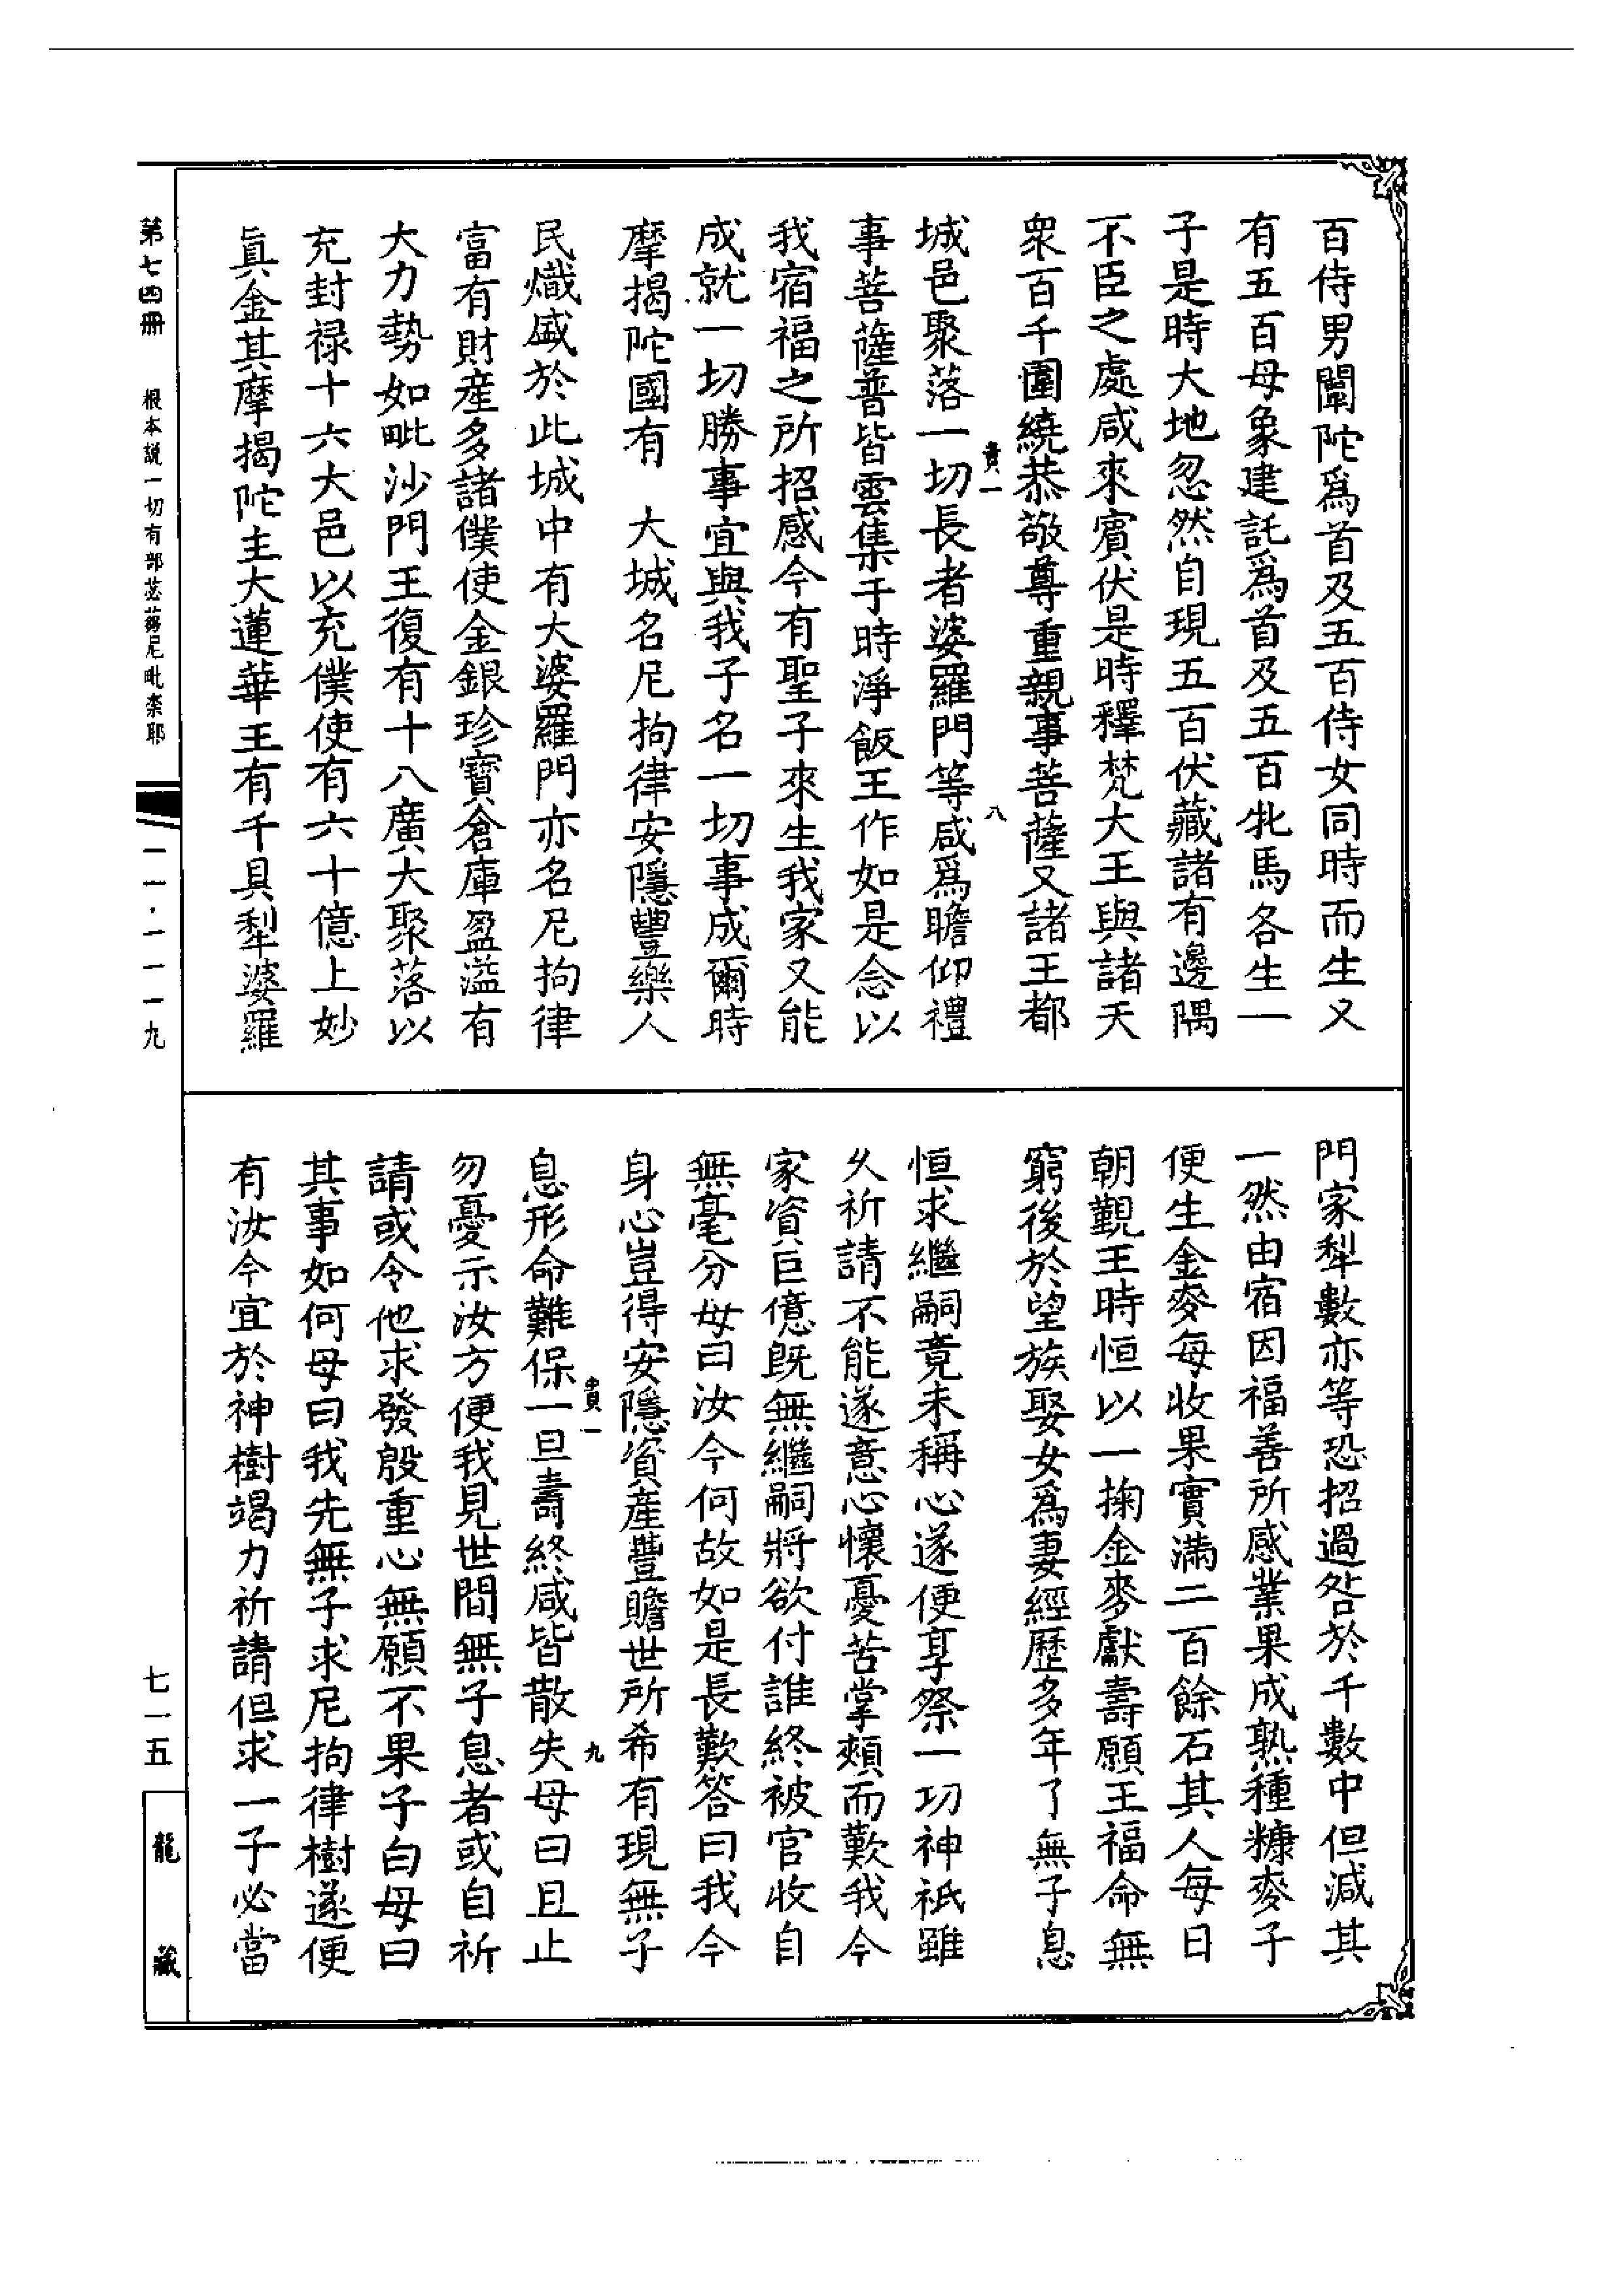 百侍男闡陀爲首及五百侍女同時而生又
有五百母象建託爲首及五百牝馬各生一
子是時大地忽然自現五百伏藏諸有邊隅
不臣之處咸來賓伏是時釋梵大王與諸天
衆百千圍繞恭敬尊重親事菩薩又諸王都
貴一
八
城邑聚落一切長者婆羅門等咸爲瞻仰禮
事菩薩普皆雲集于時淨飯王作如是念以
我宿福之所招感今有聖子來生我家又能
成就一切勝事宜與我子名一切事成爾時
摩揭陀國有 大城名尼拘律安隱豐樂人
民熾盛於此城中有大婆羅門亦名尼拘律
富有財産多諸僕使金銀珍寶倉庫盈溢有
大力勢如毗沙門王復有十八廣大聚落以
充封禄十六大邑以充僕使有六十億上妙
真金其摩揭陀主大蓮華王有千具犁婆羅
門家犁數亦等恐招過咎於千數中但減其
一然由宿因福善所感業果成熟種糠麥子
便生金麥每收果實滿二百餘石其人每日
朝覲王時恒以一掬金麥獻壽願王福命無
窮後於望族娶女爲妻經歷多年了無子息
恒求繼嗣竟未稱心遂便享祭一切神祇雖
久祈請不能遂意心懷憂苦掌頰而歎我今
家資巨億既無繼嗣將欲付誰終被官收自
無毫分母曰汝今何故如是長歎答曰我今
身心豈得安隱資産豐贍世所希有現無子
貴一
九
息形命難保一旦壽終咸皆散失母曰且止
勿憂示汝方便我見世間無子息者或自祈
請或令他求發殷重心無願不果子白母曰
其事如何母曰我先無子求尼拘律樹遂便
有汝今宜於神樹竭力祈請但求一子必當
第七四册 根本說一切有部苾蒭尼毗柰耶 一一·一一一九
七一五
龍藏